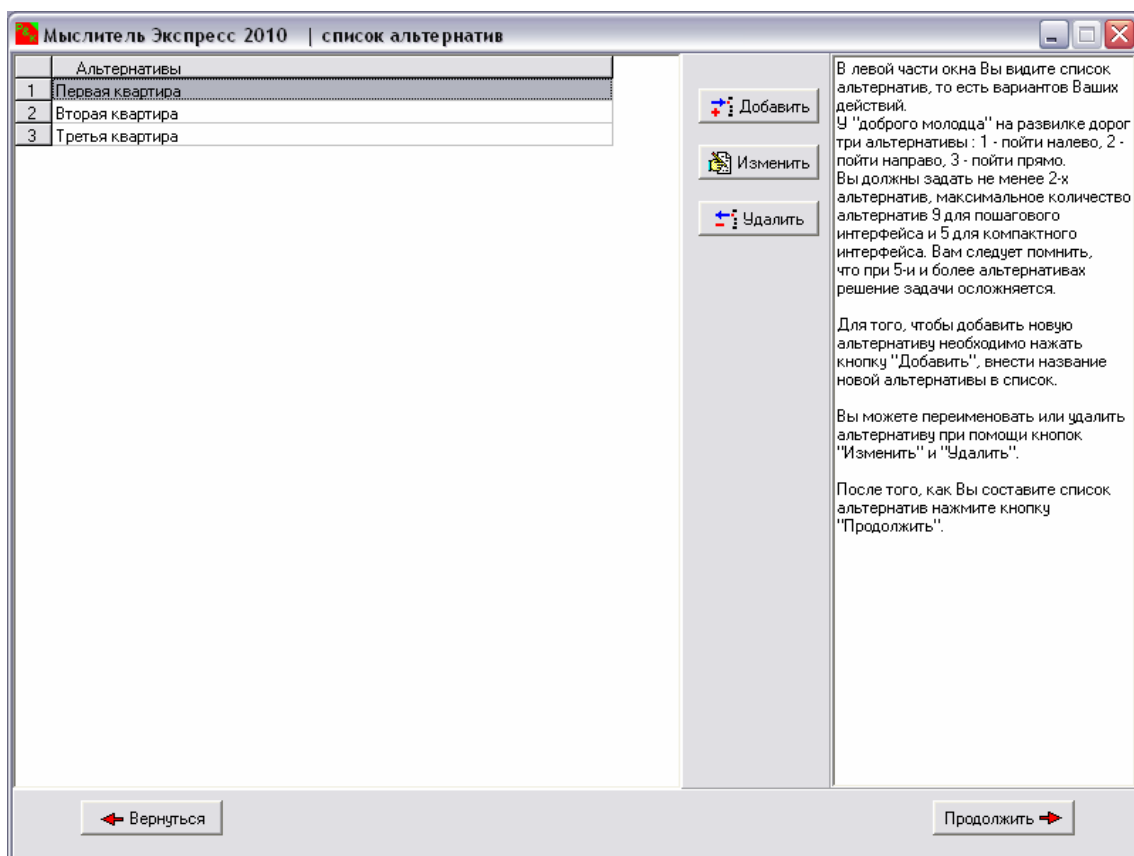 Мыслитель Экспресс 2010 | список альтернатив
Альтернативы
1 Первая квартира
2 Вторая квартира
3 Третья квартира
Добавить
Изменить
Удалить
В левой части окна Вы видите список
альтернатив, то есть вариантов Ваших
действий.
У "доброго молодца" на развилке дорог
три альтернативы : 1 - пойти налево, 2 -
пойти направо, 3 - пойти прямо.
Вы должны задать не менее 2-х
альтернатив, максимальное количество
альтернатив 9 для пошагового
интерфейса и 5 для компактного
интерфейса. Вам следует помнить,
что при 5-и и более альтернативах
решение задачи осложняется.
Для того, чтобы добавить новую
альтернативу необходимо нажать
кнопку "Добавить", внести название
новой альтернативы в список.
Вы можете переименовать или удалить
альтернативу при помощи кнопок
"Изменить" и "Удалить".
После того, как Вы составите список
альтернатив нажмите кнопку
"Продолжить".
Вернуться
Продолжить